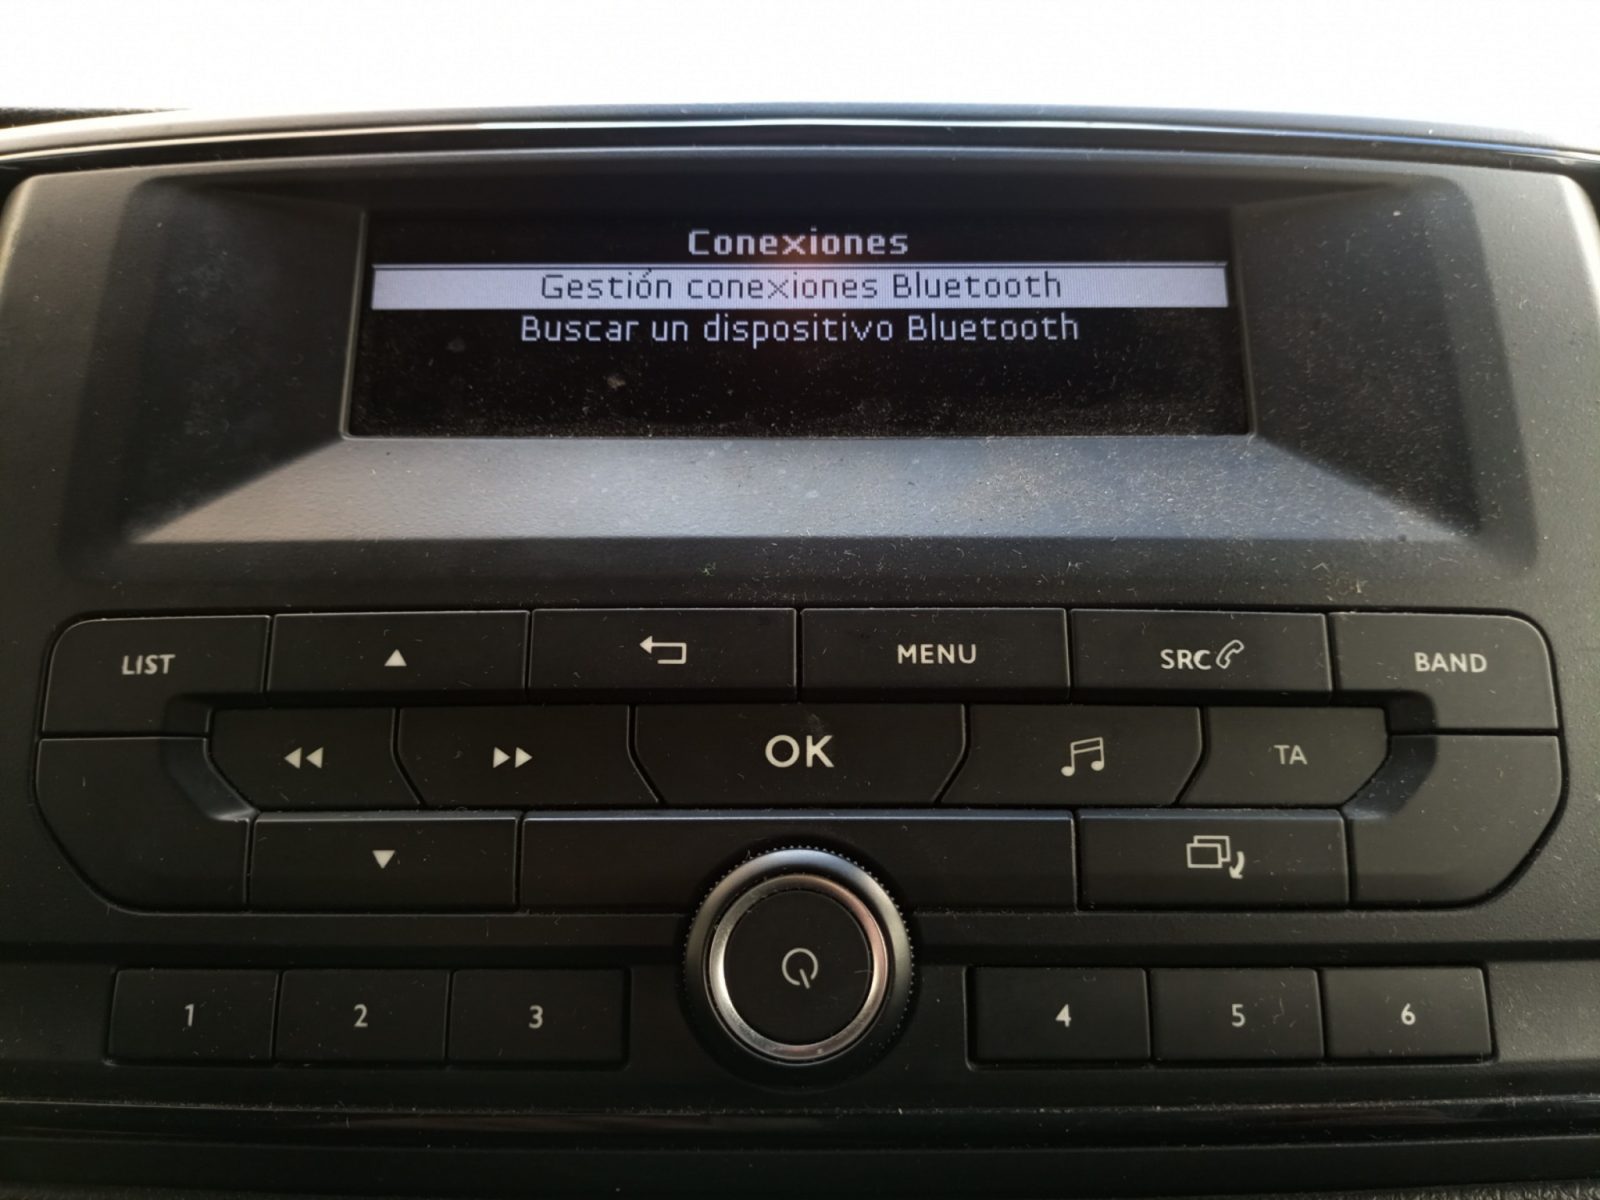 Conexiones
Gestión conexiones Bluetooth
Buscar un dispositivo Bluetooth
LIST
MENU
SRC
BAND
OK
TA
1
2
3
4
5
6